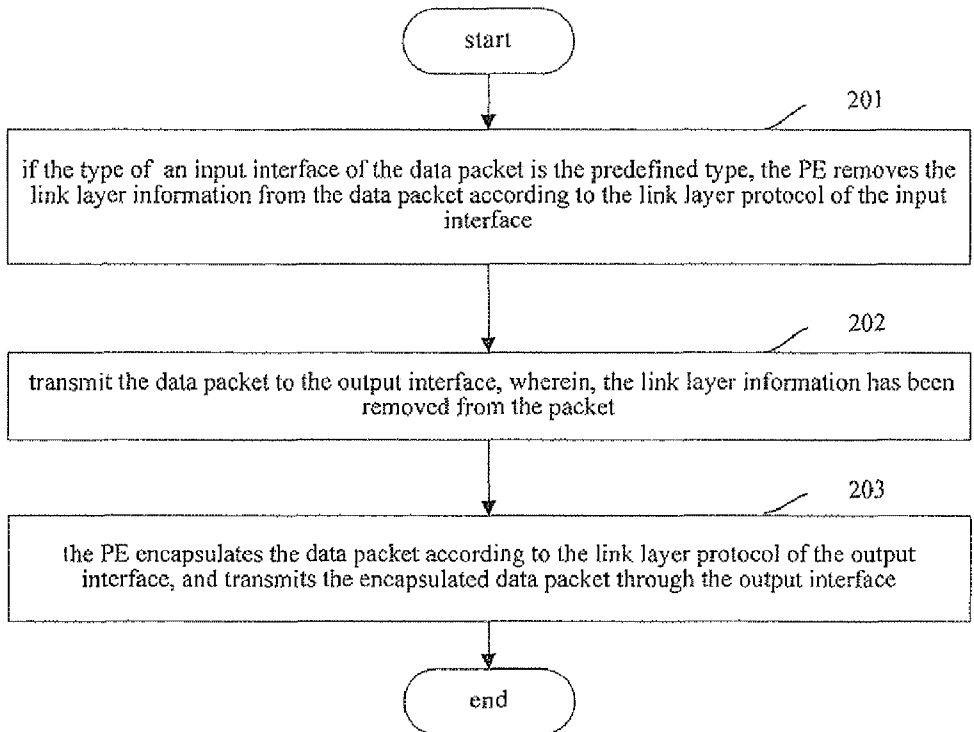 start
201
if the type of an input interface of the data packet is the predefined type, the PE removes the
link layer information from the data packet according to the link layer protocol of the input
interface
202
transmit the data packet to the output interface, wherein, the link layer information has been
removed from the packet
203
the PE encapsulates the data packet according to the link layer protocol of the output
interface, and transmits the encapsulated data packet through the output interface
end